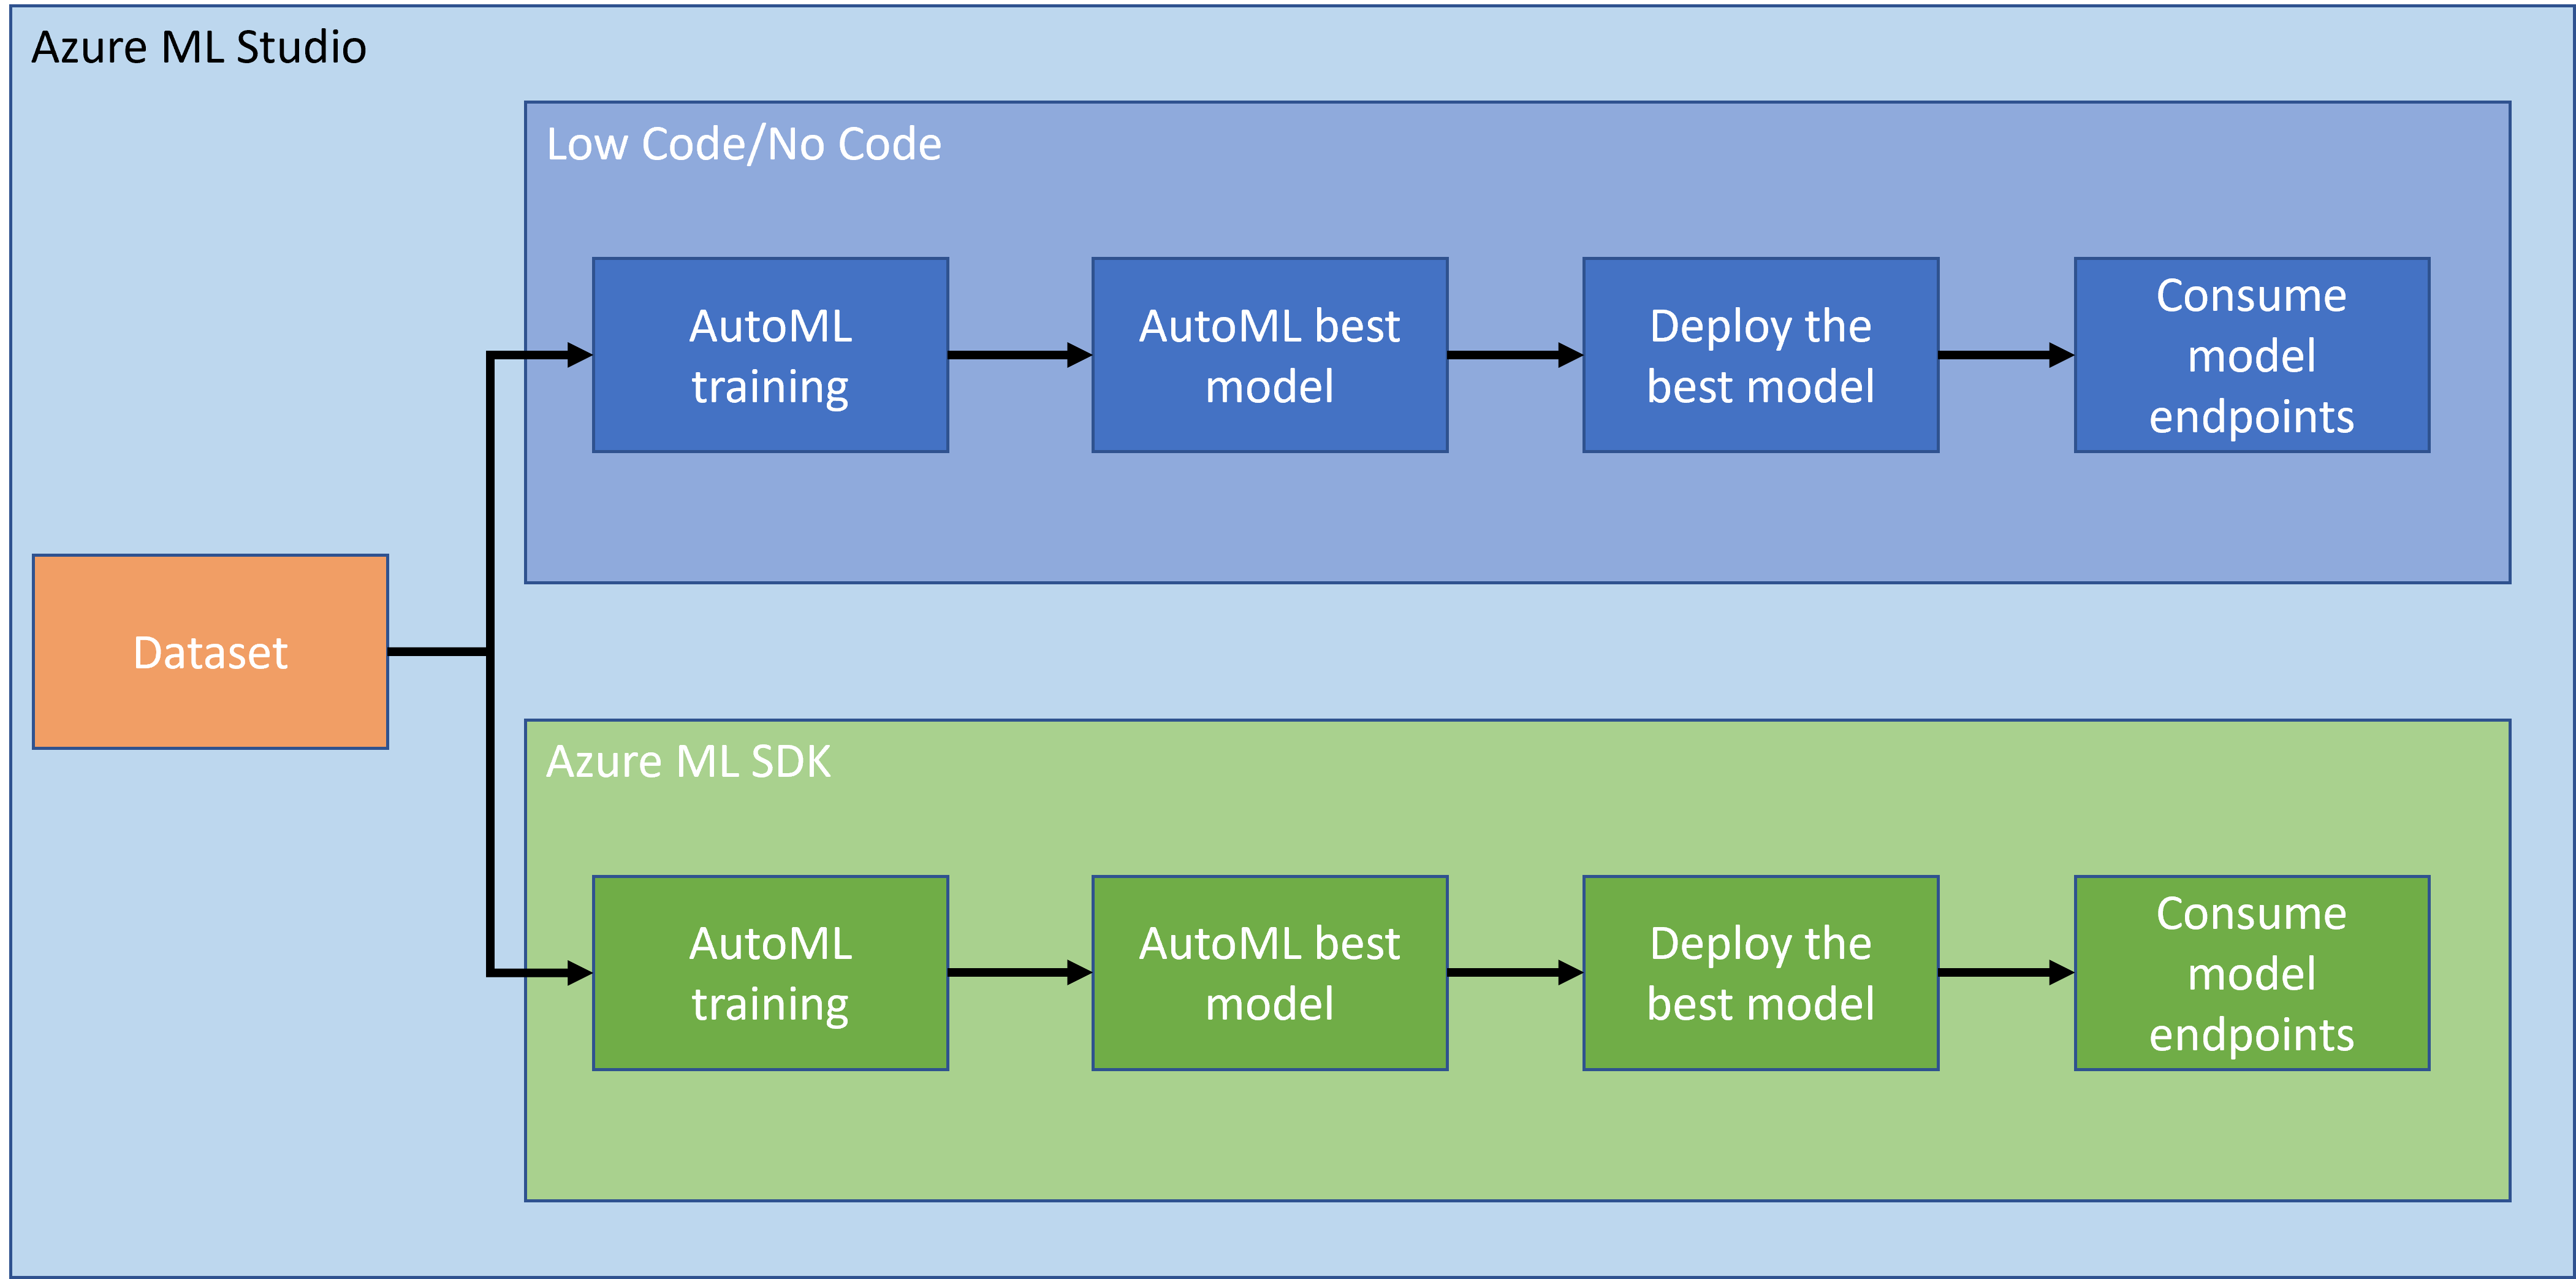 Azure ML Studio
Low Code/No Code
AutoML
training
AutoML best
model
Deploy the
best model
Consume
model
endpoints
Dataset
Azure ML SDK
AutoML
training
AutoML best
model
Deploy the
best model
Consume
model
endpoints